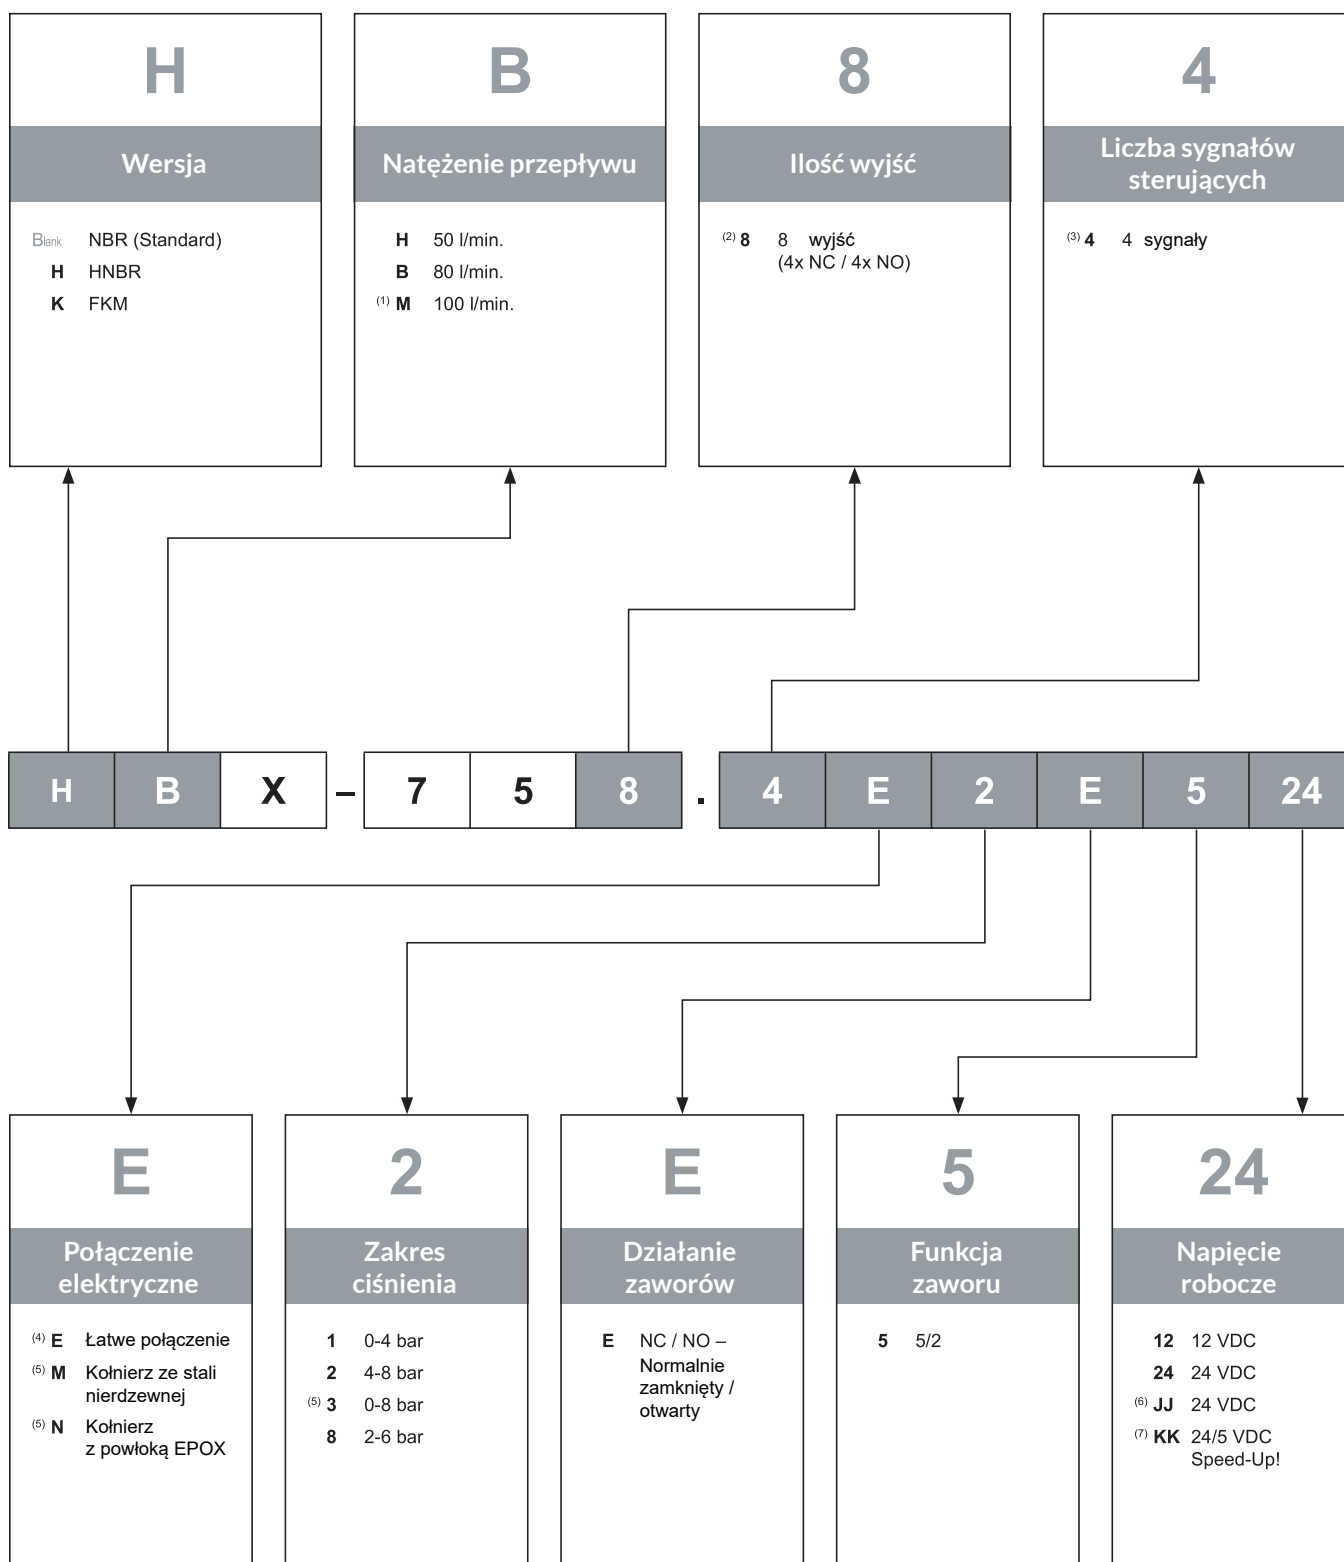 H
Wersja
Blank NBR (Standard)
H HNBR
K FKM
B
Natężenie przepływu
H 50 l/min.
B 80 l/min.
(1) M 100 l/min.
8
Ilość wyjść
(2) 8 8 wyjść
(4x NC / 4x NO)
4
Liczba sygnałów
sterujących
(3) 4 4 sygnały
H B X – 7 5 8 . 4 E 2 E 5 24
E
Połączenie
elektryczne
(4) E Łatwe połączenie
(5) M Kołnierz ze stali
nierdzewnej
(5) N Kołnierz
z powłoką EPOX
2
Zakres
ciśnienia
1 0-4 bar
2 4-8 bar
(5) 3 0-8 bar
8 2-6 bar
E
Działanie
zaworów
E NC / NO –
Normalnie
zamknięty /
otwarty
5
Funkcja
zaworu
5 5/2
24
Napięcie
robocze
12 12 VDC
24 24 VDC
(6) JJ 24 VDC
(7) KK 24/5 VDC
Speed-Up!